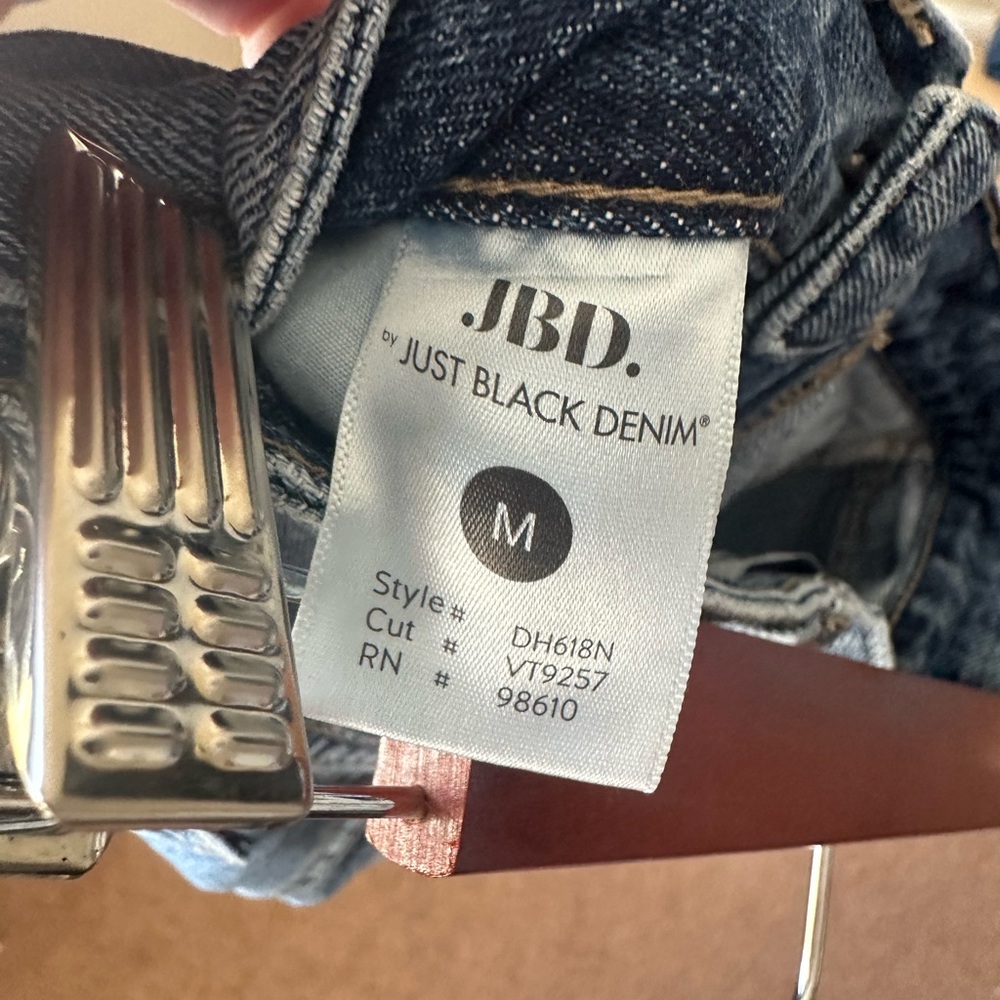 JBD.
by JUST BLACK DENIM®
M
Style# DH618N
Cut # VT9257
RN # 98610